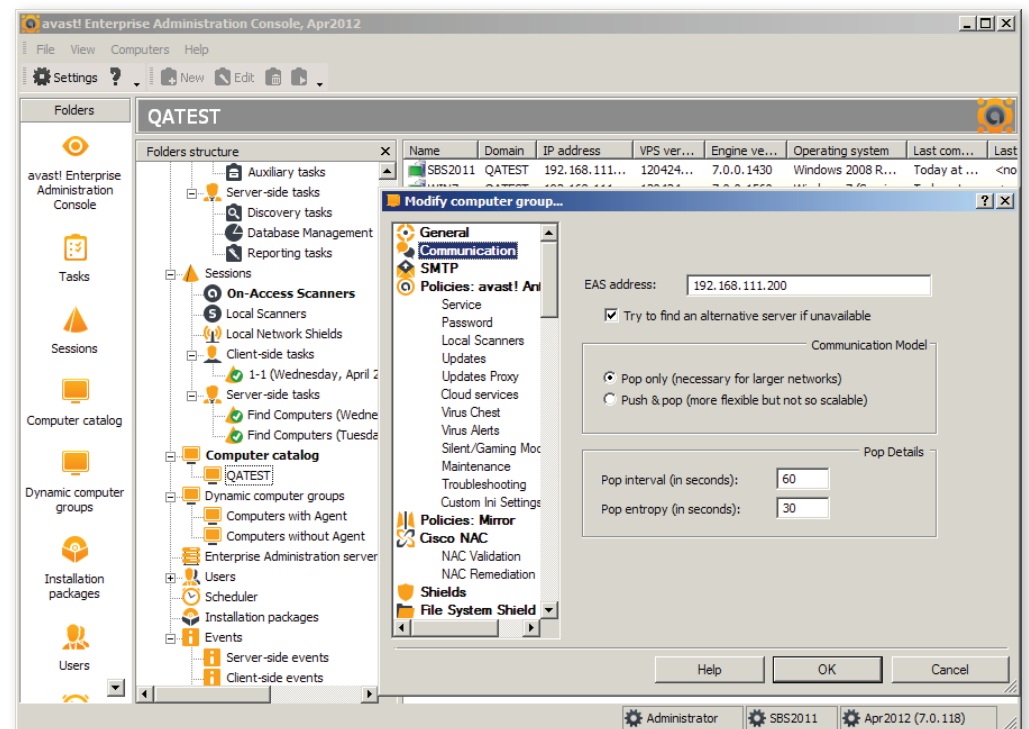 avast! Enterprise Administration Console, Apr2012
File View Computers Help
Settings ? New Edit
Folders
QATEST
avast! Enterprise
Administration
Console
Tasks
Sessions
Computer catalog
Dynamic computer
groups
Installation
packages
Users
Folders structure
Auxiliary tasks
Server-side tasks
Discovery tasks
Database Management
Reporting tasks
Sessions
On-Access Scanners
Local Scanners
Local Network Shields
Client-side tasks
1-1 (Wednesday, April 2
Server-side tasks
Find Computers (Wedne
Find Computers (Tuesda
Computer catalog
QATEST
Dynamic computer groups
Computers with Agent
Computers without Agent
Enterprise Administration server
Users
Scheduler
Installation packages
Events
Server-side events
Client-side events
Name Domain IP address VPS ver... Engine ve... Operating system Last com... Last
SBS2011 QATEST 192.168.111... 120424... 7.0.0.1430 Windows 2008 R... Today at ... <no
Modify computer group...
General
Communication
SMTP
Policies: avast! Ant
Service
Password
Local Scanners
Updates
Updates Proxy
Cloud services
Virus Chest
Virus Alerts
Silent/Gaming Moc
Maintenance
Troubleshooting
Custom Ini Settings
Policies: Mirror
Cisco NAC
NAC Validation
NAC Remediation
Shields
File System Shield
EAS address: 192.168.111.200
Try to find an alternative server if unavailable
Communication Model
Pop only (necessary for larger networks)
Push & pop (more flexible but not so scalable)
Pop Details
Pop interval (in seconds): 60
Pop entropy (in seconds): 30
Help OK Cancel
Administrator SBS2011 Apr2012 (7.0.118)